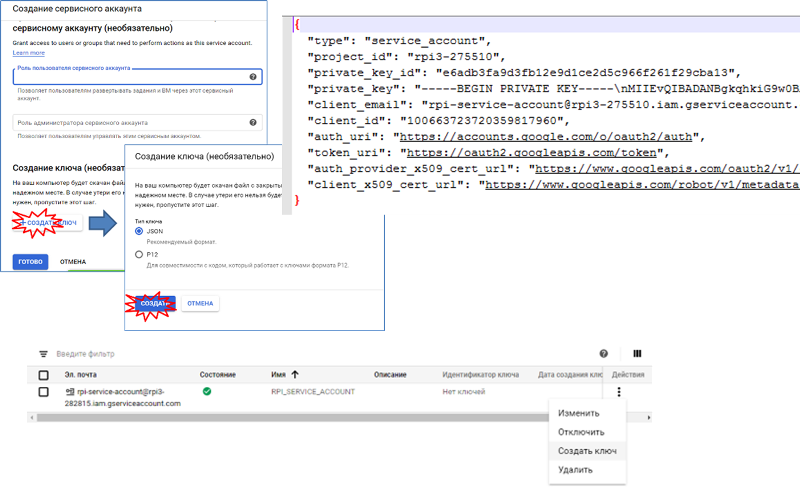 Создание сервисного аккаунта
сервисному аккаунту (необязательно)
Grant access to users or groups that need to perform actions as this service account.
Learn more
Роль пользователя сервисного аккаунта
Позволяет пользователям развертывать задания и ВМ через этот сервисный
аккаунт.
Роль администратора сервисного аккаунта
Позволяет пользователям управлять этим сервисным аккаунтом.
Создание ключа (необязат
На ваш компьютер будет скачан файл
надежном месте. В случае утери его
нужен, пропустите этот шаг.
+ СОЗДАТЬ КЛЮЧ
ГОТОВО
ОТМЕНА
Создание ключа (необязательно)
На ваш компьютер будет скачан файл с закрыты
надежном месте. В случае утери его нельзя буде
нужен, пропустите этот шаг.
Тип ключа
JSON
Рекомендуемый формат.
P12
Для совместимости с кодом, который работает с ключами формата P12.
СОЗДАТЬ
ОТМЕНА
{
"type": "service_account",
"project_id": "rpi3-275510",
"private_key_id": "e6adb3fa9d3fb12e9d1ce2d5c966f261f29cba13",
"private_key": "-----BEGIN PRIVATE KEY-----\nMIIEvQIBADANBgkqhkiG9w0BA
"client_email": "rpi-service-account@rpi3-275510.iam.gserviceaccount.
"client_id": "100663723720359817960",
"auth_uri": "https://accounts.google.com/o/oauth2/auth",
"token_uri": "https://oauth2.googleapis.com/token",
"auth_provider_x509_cert_url": "https://www.googleapis.com/oauth2/v1/
"client_x509_cert_url": "https://www.googleapis.com/robot/v1/metadata
}
Введите фильтр
Эл. почта Состояние Имя Описание Идентификатор ключа Дата создания клю Действия
rpi-service-account@rpi3-
282815.iam.gserviceaccount.com
RPI_SERVICE_ACCOUNT Нет ключей
Изменить
Отключить
Создать ключ
Удалить